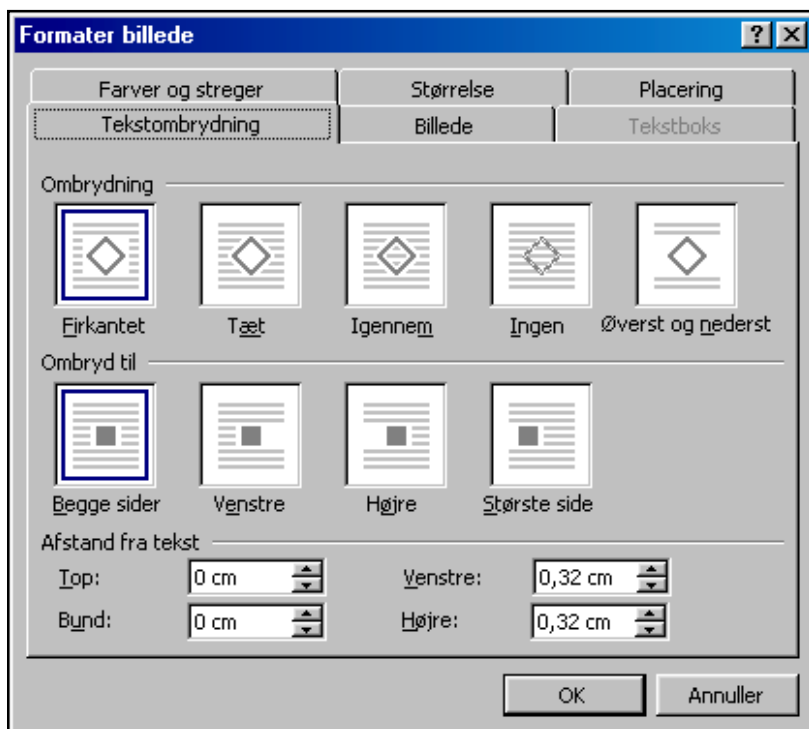 Formater billede
Farver og streger Størrelse Placering
Tekstombrydning Billede Tekstboks
Ombrydning
Firkantet Tæt Igennem Ingen Øverst og nederst
Ombryd til
Begge sider Venstre Højre Største side
Afstand fra tekst
Top: 0 cm Venstre: 0,32 cm
Bund: 0 cm Højre: 0,32 cm
OK Annuller